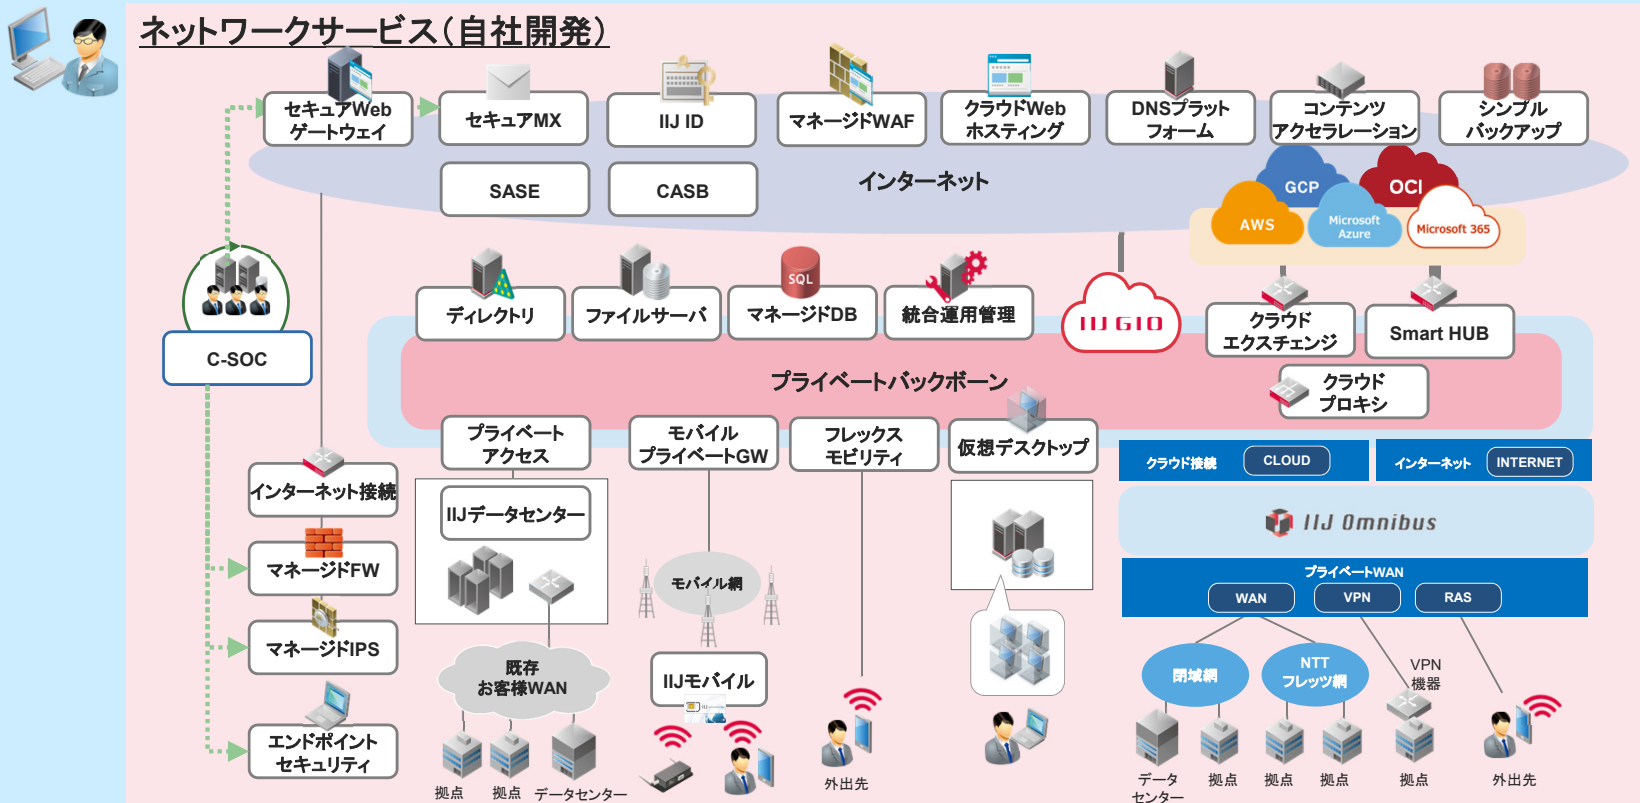 ネットワークサービス（自社開発）
セキュアWeb
ゲートウェイ
セキュアMX
IIJ ID
マネージドWAF
クラウドWeb
ホスティング
DNSプラット
フォーム
コンテンツ
アクセラレーション
シンプル
バックアップ
SASE
CASB
インターネット
GCP
OCI
AWS
Microsoft
Azure
Microsoft 365
C-SOC
ディレクトリ
ファイルサーバ
SQL
マネージドDB
統合運用管理
IIJ GIO
クラウド
エクスチェンジ
Smart HUB
プライベートバックボーン
クラウド
プロキシ
プライベート
アクセス
モバイル
プライベートGW
フレックス
モビリティ
仮想デスクトップ
クラウド接続
CLOUD
インターネット
INTERNET
インターネット接続
IIJデータセンター
IIJ Omnibus
マネージドFW
モバイル網
プライベートWAN
WAN
VPN
RAS
マネージドIPS
既存
お客様WAN
IIJモバイル
閉域網
NTT
フレッツ網
VPN
機器
エンドポイント
セキュリティ
拠点
拠点
データセンター
外出先
データ
センター
拠点
拠点
拠点
拠点
外出先